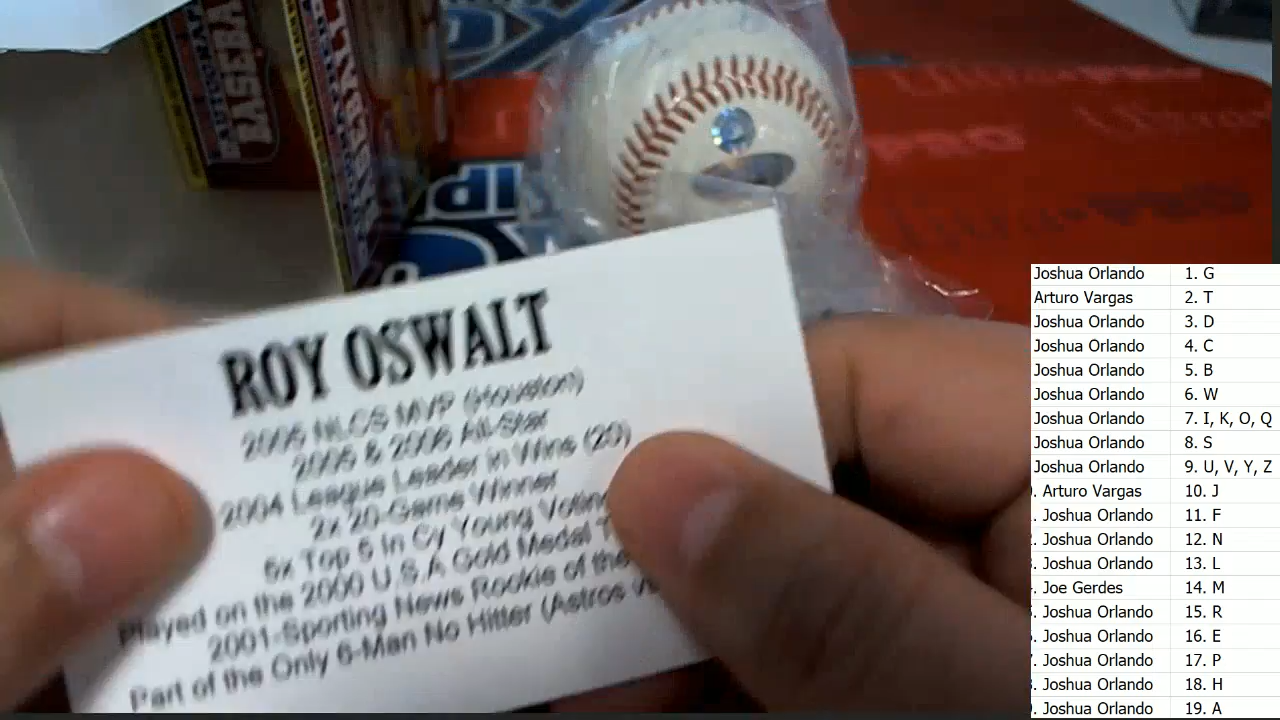 BASEBA
ROY OSWALT
2005 NLCS MVP (Houston)
2005 & 2006 All-Star
2004 League Leader in Wins (20)
2x 20-Game Winner
5x Top 5 In Cy Young Voting
Played on the 2000 U.S.A Gold Medal T
2001-Sporting News Rookie of the
Part of the Only 6-Man No Hitter (Astros vs
PRO
Joshua Orlando 1. G
Arturo Vargas 2. T
Joshua Orlando 3. D
Joshua Orlando 4. C
Joshua Orlando 5. B
Joshua Orlando 6. W
Joshua Orlando 7. I, K, O, Q
Joshua Orlando 8. S
Joshua Orlando 9. U, V, Y, Z
Arturo Vargas 10. J
Joshua Orlando 11. F
Joshua Orlando 12. N
Joshua Orlando 13. L
Joe Gerdes 14. M
Joshua Orlando 15. R
Joshua Orlando 16. E
Joshua Orlando 17. P
Joshua Orlando 18. H
Joshua Orlando 19. A